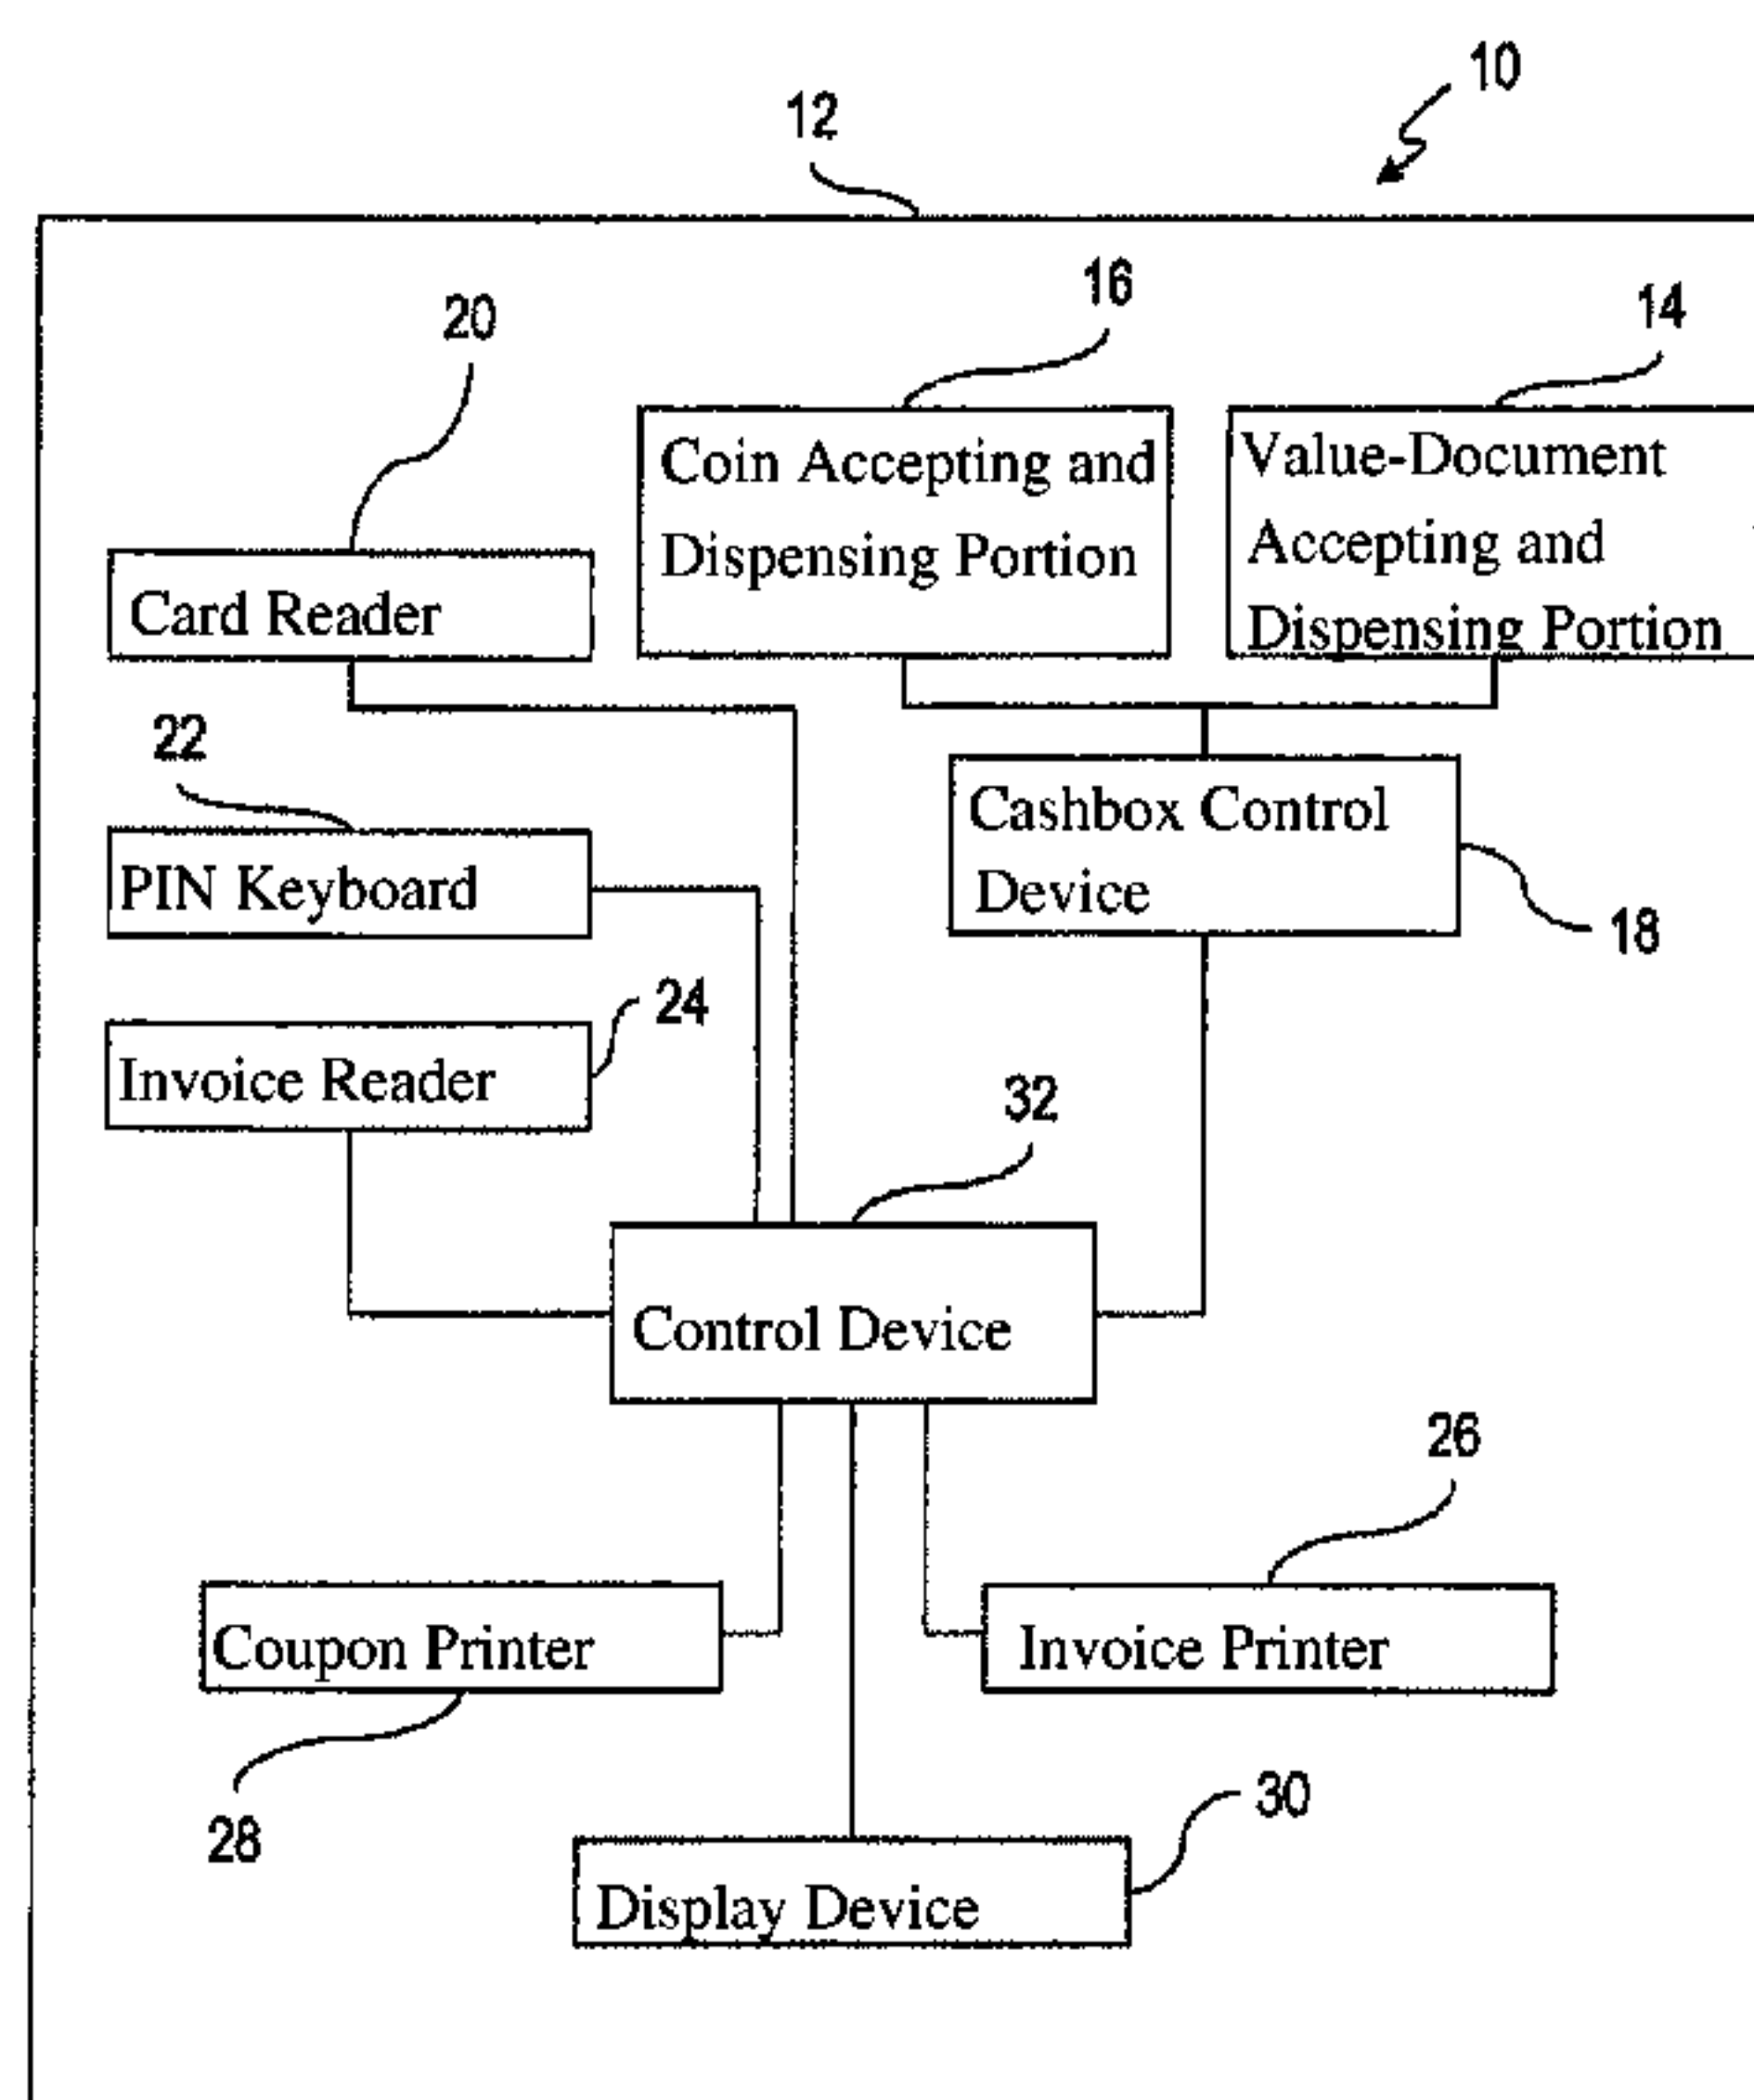 10
12
16
14
20
Coin Accepting and
Dispensing Portion
Value-Document
Accepting and
Dispensing Portion
Card Reader
22
Cashbox Control
Device
PIN Keyboard
18
24
Invoice Reader
32
Control Device
26
Coupon Printer
Invoice Printer
28
30
Display Device